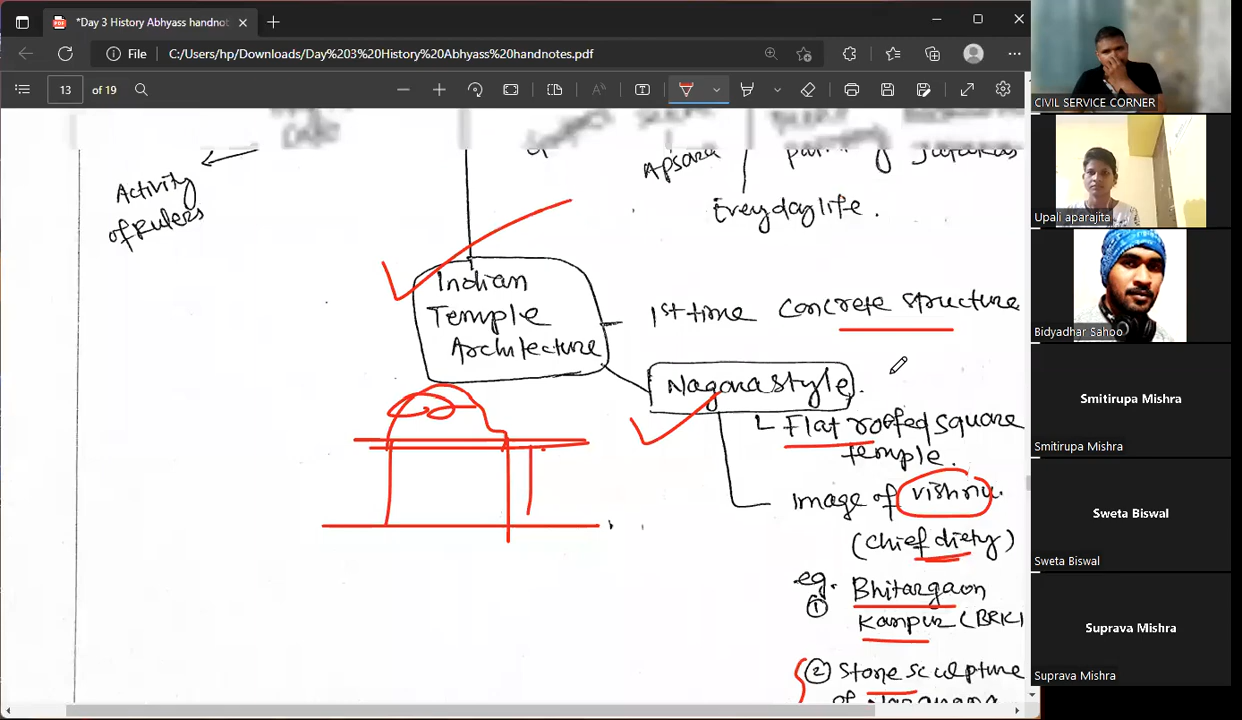 *Day 3 History Abhyass handnote
File
C:/Users/hp/Downloads/Day%203%20History%20Abhyass%20handnotes.pdf
13 of 19
Activity
of Rulers
Apsara
Everyday life.
Indian
Temple
Architecture
1st time concrete structure
Nagara style.
Flat roofed square
temple.
image of vishnu.
(chief diety)
eg.
① Bhitargaon
Kanpur (BRK)
② Stone sculpture
of
CIVIL SERVICE CORNER
Upali aparajita
Bidyadhar Sahoo
Smitirupa Mishra
Smitirupa Mishra
Sweta Biswal
Sweta Biswal
Suprava Mishra
Suprava Mishra